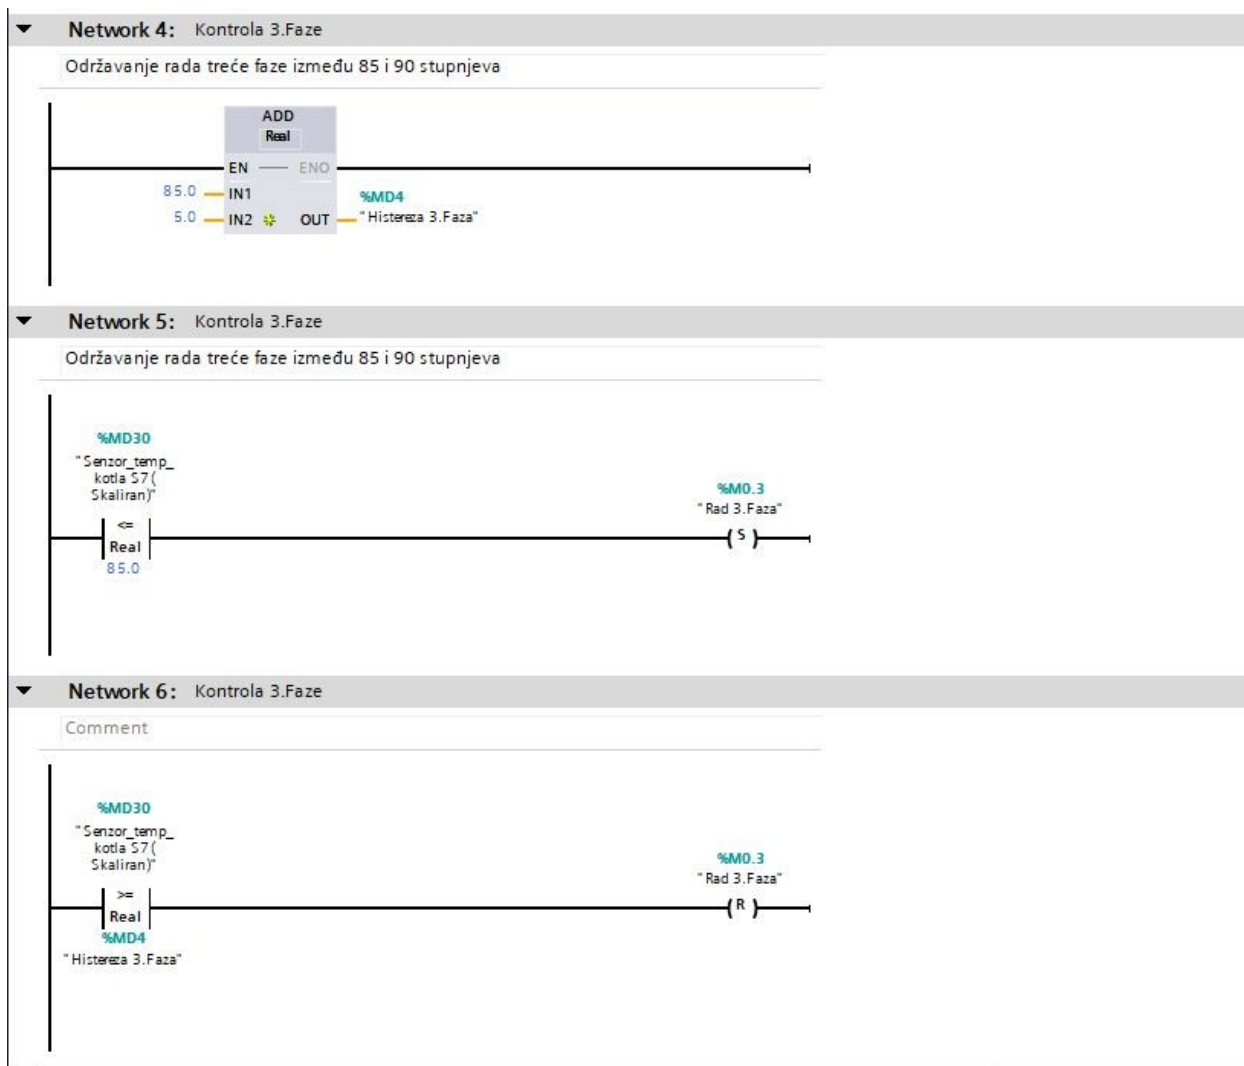 Network 4: Kontrola 3.Faze
Održavanje rada treće faze između 85 i 90 stupnjeva
ADD
Real
EN ENO
85.0 IN1
%MD4
5.0 IN2 OUT "Histereza 3.Faza"
Network 5: Kontrola 3.Faze
Održavanje rada treće faze između 85 i 90 stupnjeva
%MD30
"Senzor_temp_
kotla S7(
Skaliran)"
%M0.3
"Rad 3.Faza"
<=
Real
S
85.0
Network 6: Kontrola 3.Faze
Comment
%MD30
"Senzor_temp_
kotla S7(
Skaliran)"
%M0.3
"Rad 3.Faza"
>=
Real
R
%MD4
"Histereza 3.Faza"